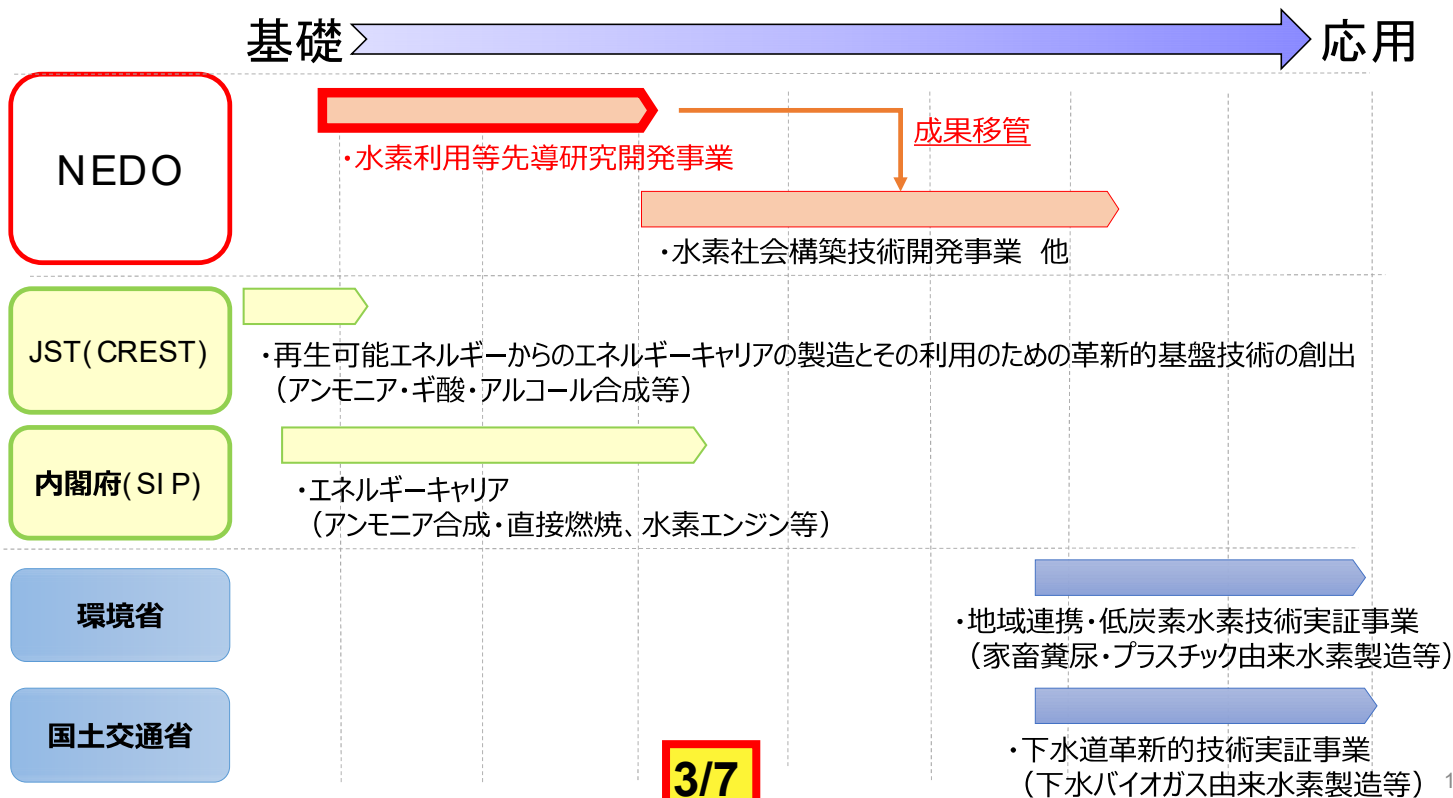 基礎
応用
NEDO
・水素利用等先導研究開発事業
成果移管
・水素社会構築技術開発事業 他
JST(CREST)
・再生可能エネルギーからのエネルギーキャリアの製造とその利用のための革新的基盤技術の創出
（アンモニア・ギ酸・アルコール合成等）
内閣府(SIP)
・エネルギーキャリア
（アンモニア合成・直接燃焼、水素エンジン等）
環境省
・地域連携・低炭素水素技術実証事業
（家畜糞尿・プラスチック由来水素製造等）
国土交通省
・下水道革新的技術実証事業
（下水バイオガス由来水素製造等）
3/7
1